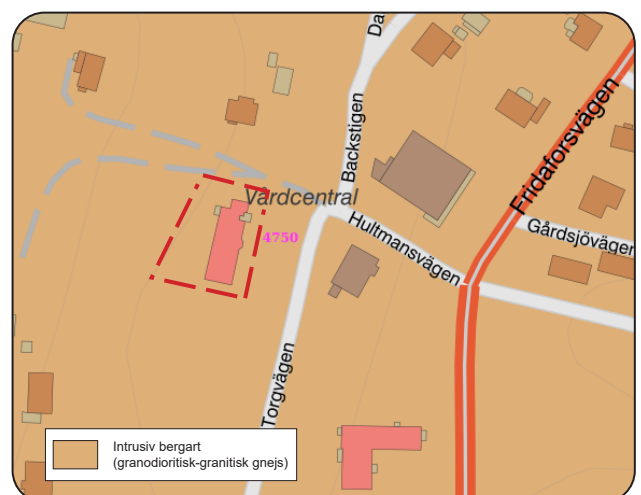 Da
Backstigen
Fridaforsvägen
Vårdcentral
4750
Hultmansvägen
Gårdsjövägen
Torgvägen
Intrusiv bergart
(granodioritisk-granitisk gnejs)